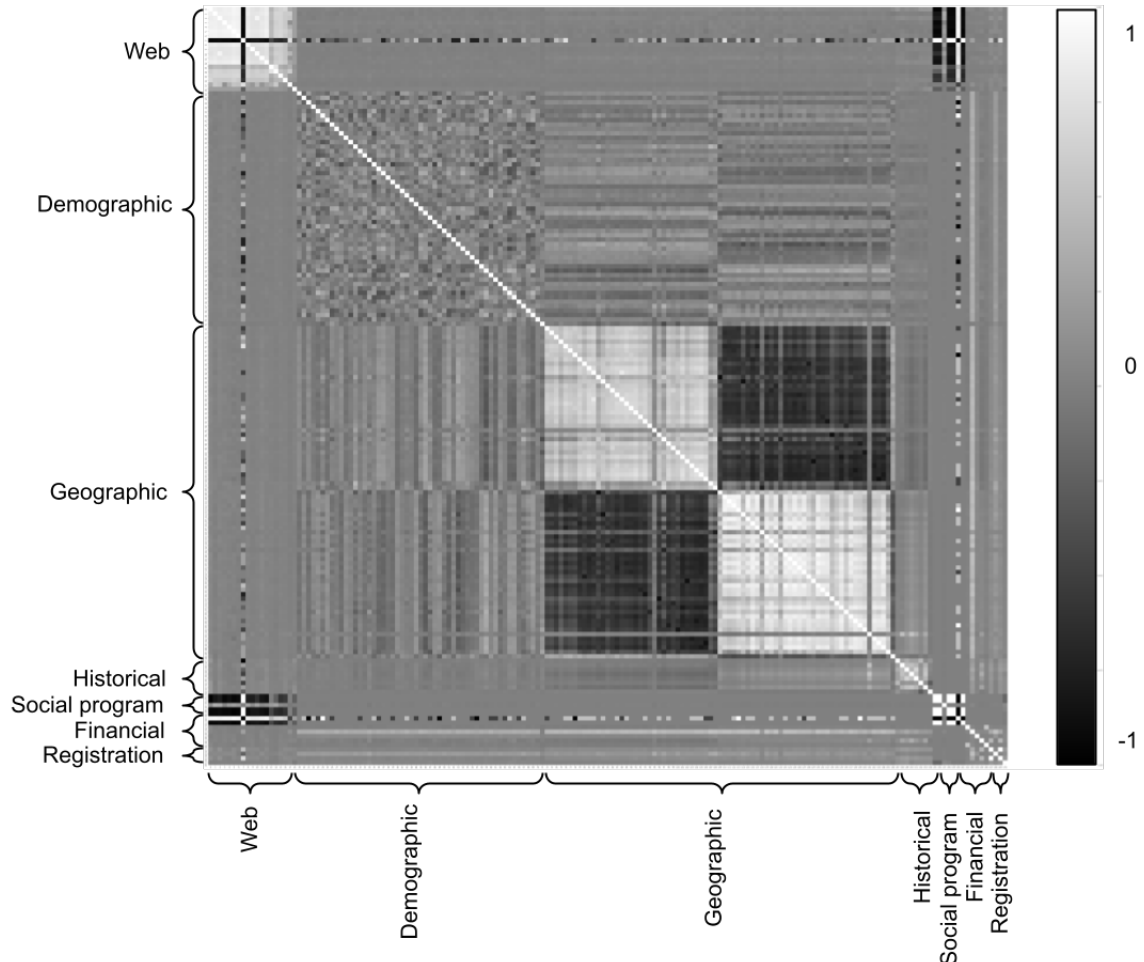 1
Web
Demographic
0
Geographic
Historical
Social program
Financial
Registration
-1
Web
Demographic
Geographic
Historical
Social program
Financial
Registration